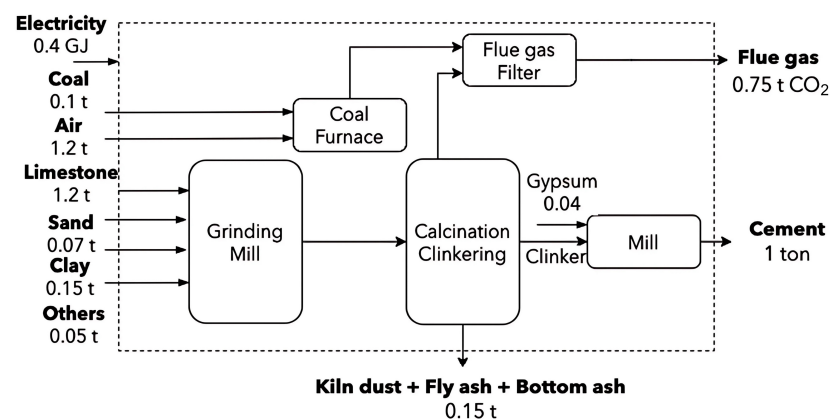 Electricity
0.4 GJ
Coal
0.1 t
Air
1.2 t
Limestone
1.2 t
Sand
0.07 t
Clay
0.15 t
Others
0.05 t
Coal
Furnace
Flue gas
Filter
Flue gas
0.75 t CO₂
Grinding
Mill
Calcination
Clinkering
Gypsum
0.04
Clinker
Mill
Cement
1 ton
Kiln dust + Fly ash + Bottom ash
0.15 t